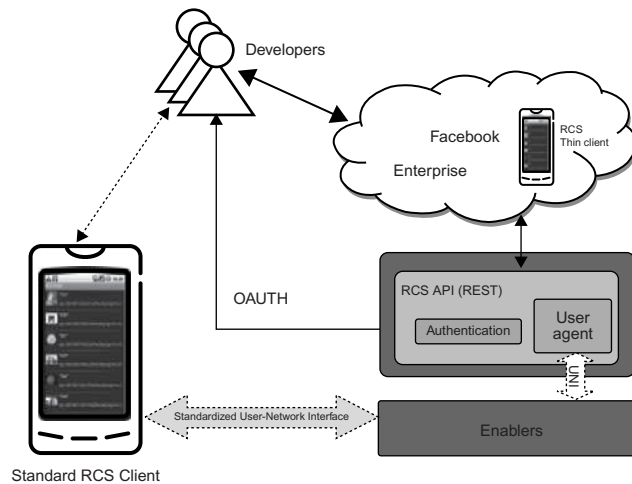 Developers
Facebook
RCS
Thin client
Enterprise
OAUTH
RCS API (REST)
Authentication
User
agent
UNI
Standardized User-Network Interface
Enablers
Standard RCS Client